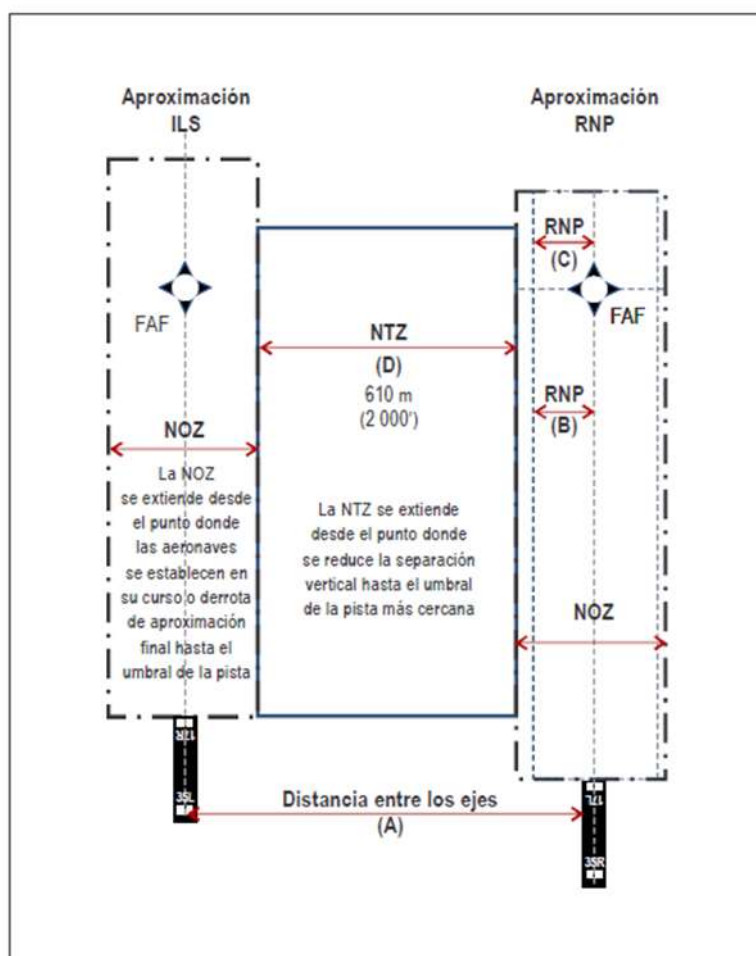 Aproximación
ILS
Aproximación
RNP
RNP
(C)
FAF
FAF
NTZ
(D)
610 m
(2 000')
RNP
(B)
NOZ
La NOZ
se extiende desde
el punto donde
las aeronaves
se establecen en
su curso o derrota
de aproximación
final hasta el
umbral de la pista
La NTZ se extiende
desde el punto donde
se reduce la separación
vertical hasta el umbral
de la pista más cercana
NOZ
17R
35L
Distancia entre los ejes
(A)
17L
35R